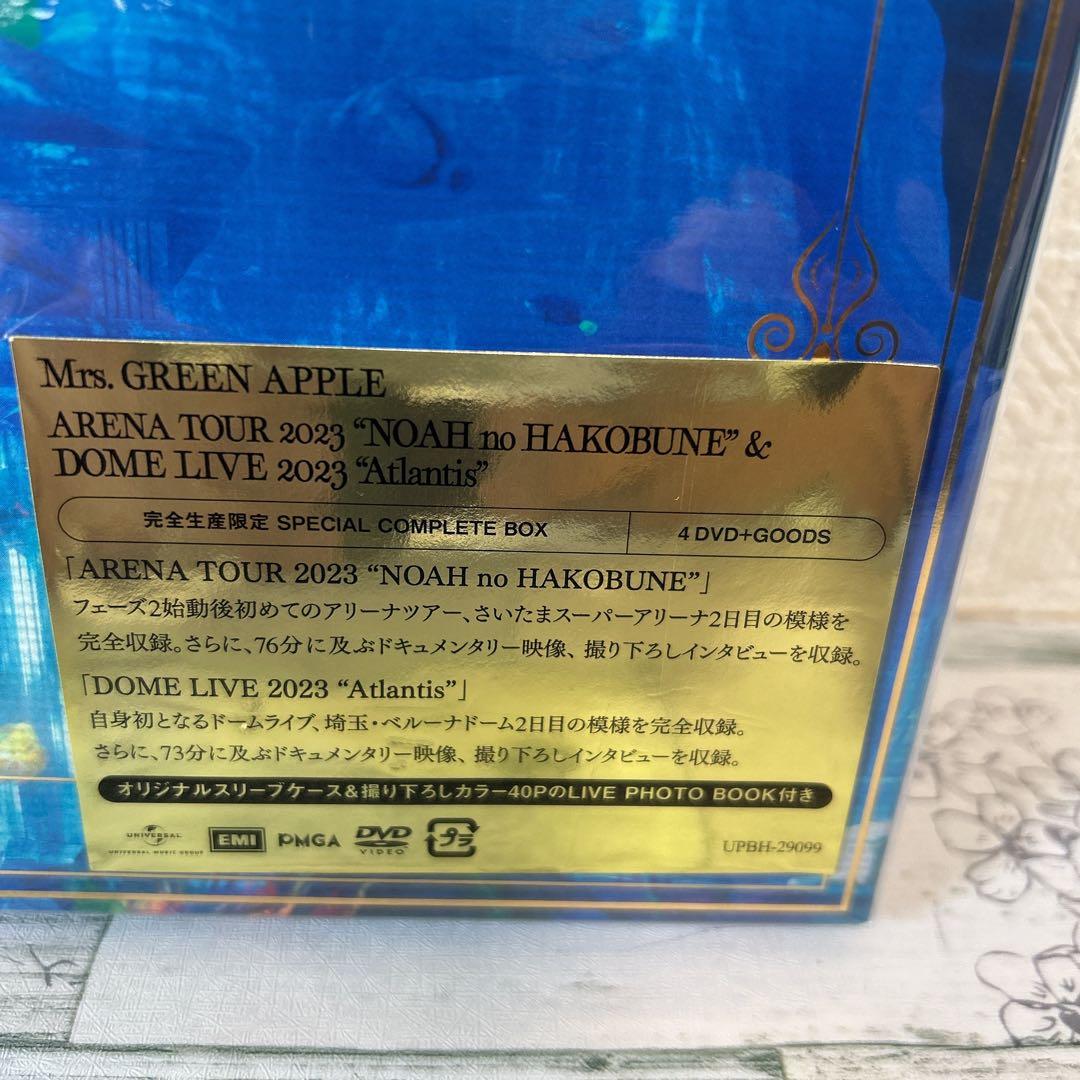 Mrs. GREEN APPLE
ARENA TOUR 2023 “NOAH no HAKOBUNE” &
DOME LIVE 2023 “Atlantis”
完全生産限定 SPECIAL COMPLETE BOX 4 DVD+GOODS
「ARENA TOUR 2023 “NOAH no HAKOBUNE”」
フェーズ2始動後初めてのアリーナツアー、さいたまスーパーアリーナ2日目の模様を
完全収録。さらに、76分に及ぶドキュメンタリー映像、撮り下ろしインタビューを収録。
「DOME LIVE 2023 “Atlantis”」
自身初となるドームライブ、埼玉・ベルーナドーム2日目の模様を完全収録。
さらに、73分に及ぶドキュメンタリー映像、撮り下ろしインタビューを収録。
オリジナルスリーブケース&撮り下ろしカラー40PのLIVE PHOTO BOOK付き
UNIVERSAL
UNIVERSAL MUSIC GROUP
EMI PMGA DVD VIDEO プラ UPBH-29099